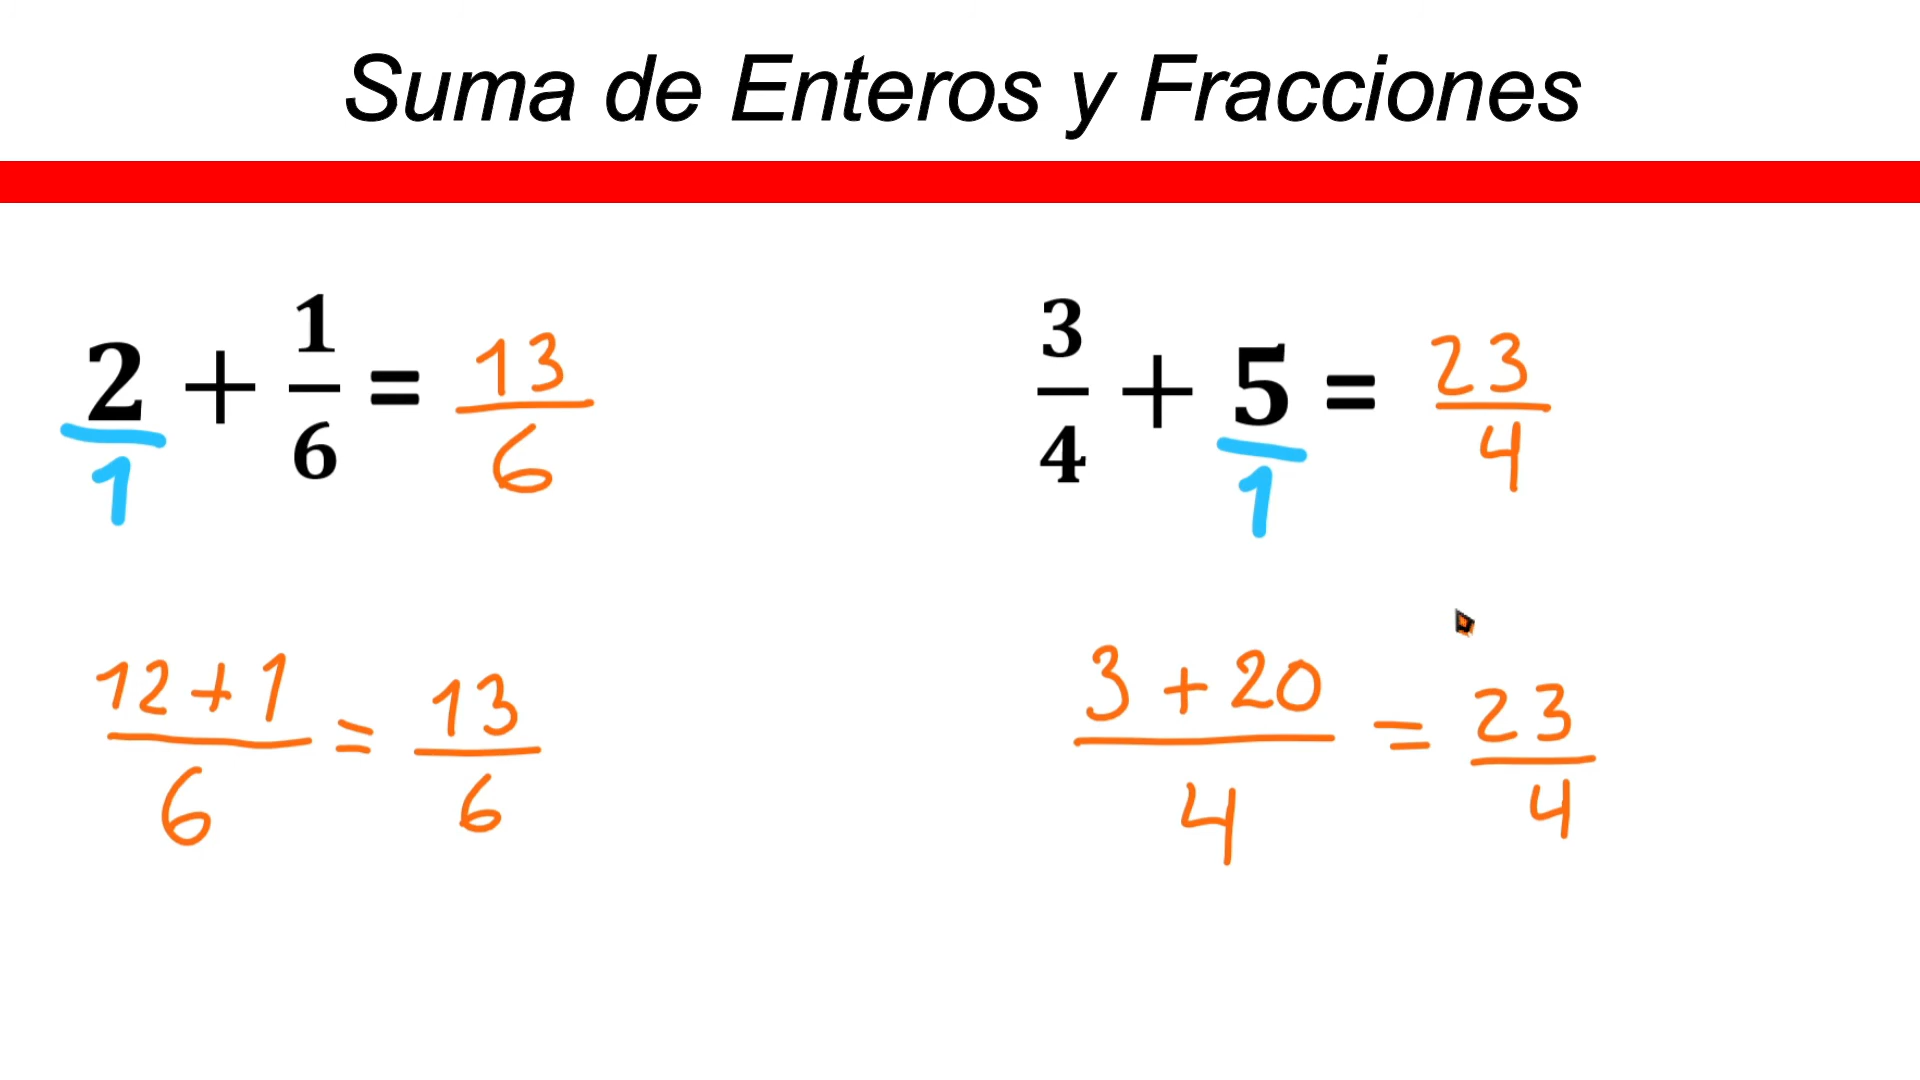 Suma de Enteros y Fracciones
2/1 + 1/6 = 13/6
3/4 + 5/1 = 23/4
12+1/6 = 13/6
3+20/4 = 23/4